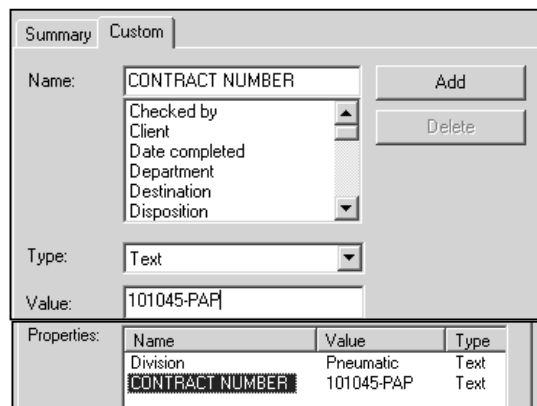 Summary Custom
Name: CONTRACT NUMBER Add
Checked by
Client Delete
Date completed
Department
Destination
Disposition
Type: Text
Value: 101045-PAP
Properties: Name Value Type
Division Pneumatic Text
CONTRACT NUMBER 101045-PAP Text